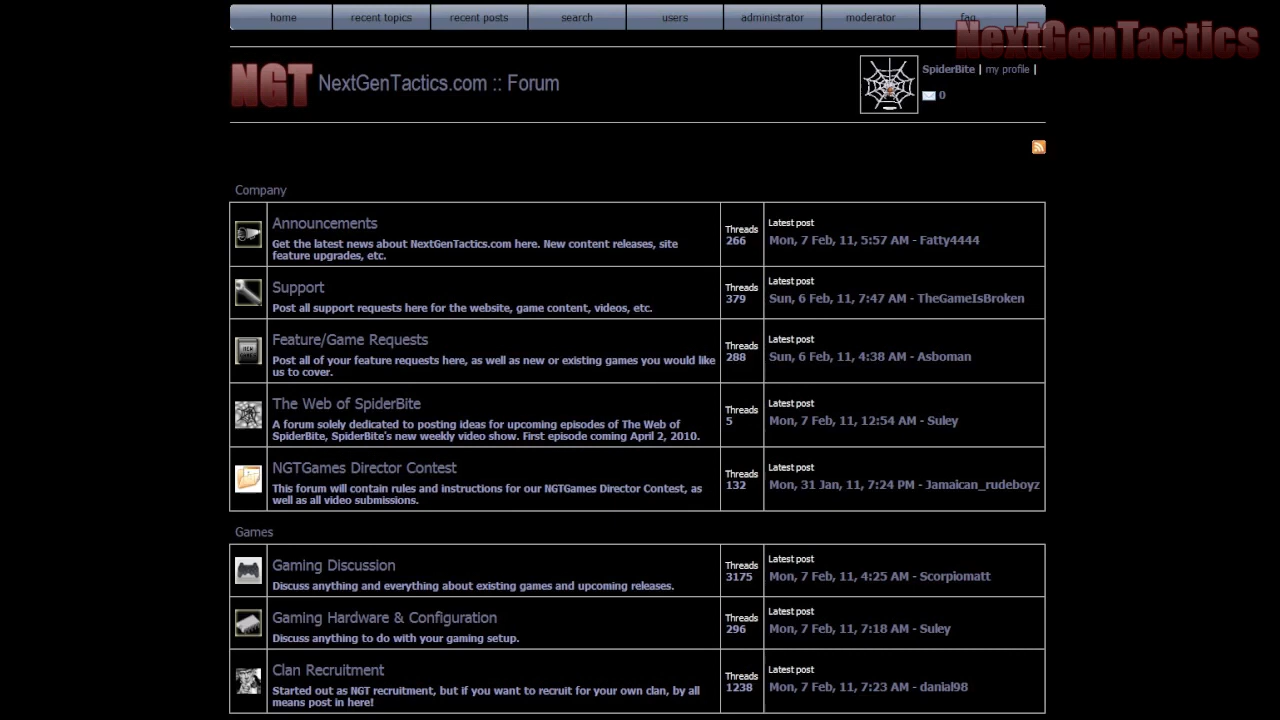 home recent topics recent posts search users administrator moderator faq
NextGenTactics
NGT NextGenTactics.com :: Forum
SpiderBite | my profile |
0
Company
Announcements
Get the latest news about NextGenTactics.com here. New content releases, site
feature upgrades, etc.
Threads
266
Latest post
Mon, 7 Feb, 11, 5:57 AM - Fatty4444
Support
Post all support requests here for the website, game content, videos, etc.
Threads
379
Latest post
Sun, 6 Feb, 11, 7:47 AM - TheGameIsBroken
Feature/Game Requests
Post all of your feature requests here, as well as new or existing games you would like
us to cover.
Threads
288
Latest post
Sun, 6 Feb, 11, 4:38 AM - Asboman
The Web of SpiderBite
A forum solely dedicated to posting ideas for upcoming episodes of The Web of
SpiderBite, SpiderBite's new weekly video show. First episode coming April 2, 2010.
Threads
5
Latest post
Mon, 7 Feb, 11, 12:54 AM - Suley
NGTGames Director Contest
This forum will contain rules and instructions for our NGTGames Director Contest, as
well as all video submissions.
Threads
132
Latest post
Mon, 31 Jan, 11, 7:24 PM - Jamaican_rudeboyz
Games
Gaming Discussion
Discuss anything and everything about existing games and upcoming releases.
Threads
3175
Latest post
Mon, 7 Feb, 11, 4:25 AM - Scorpiomatt
Gaming Hardware & Configuration
Discuss anything to do with your gaming setup.
Threads
296
Latest post
Mon, 7 Feb, 11, 7:18 AM - Suley
Clan Recruitment
Started out as NGT recruitment, but if you want to recruit for your own clan, by all
means post in here!
Threads
1238
Latest post
Mon, 7 Feb, 11, 7:23 AM - danial98